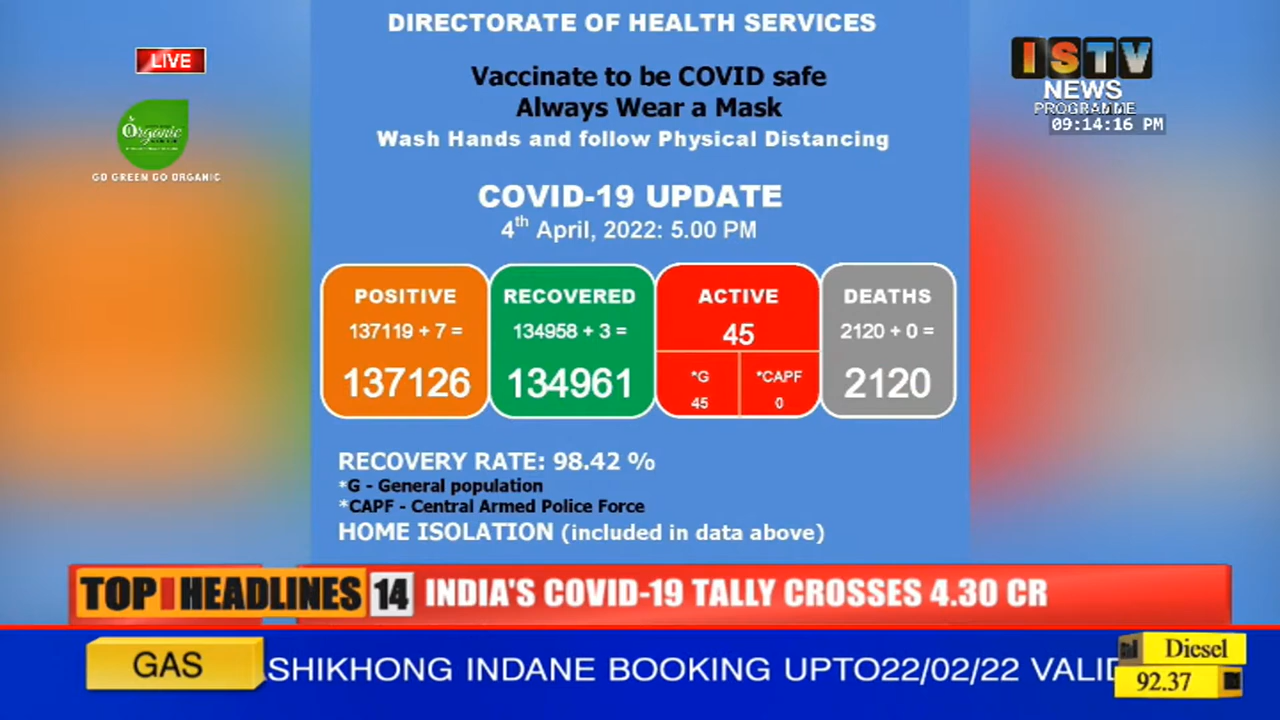 DIRECTORATE OF HEALTH SERVICES
LIVE
Vaccinate to be COVID safe
Always Wear a Mask
Wash Hands and follow Physical Distancing
ISTV
NEWS
PROGRAMME
09:14:16 PM
Organic
GO GREEN GO ORGANIC
COVID-19 UPDATE
4th April, 2022: 5.00 PM
POSITIVE
137119 + 7 =
137126
RECOVERED
134958 + 3 =
134961
ACTIVE
45
*G
45
*CAPF
0
DEATHS
2120 + 0 =
2120
RECOVERY RATE: 98.42 %
*G - General population
*CAPF - Central Armed Police Force
HOME ISOLATION (included in data above)
TOP HEADLINES 14 INDIA'S COVID-19 TALLY CROSSES 4.30 CR
GAS
SHIKHONG INDANE BOOKING UPTO22/02/22 VALID
Diesel
92.37